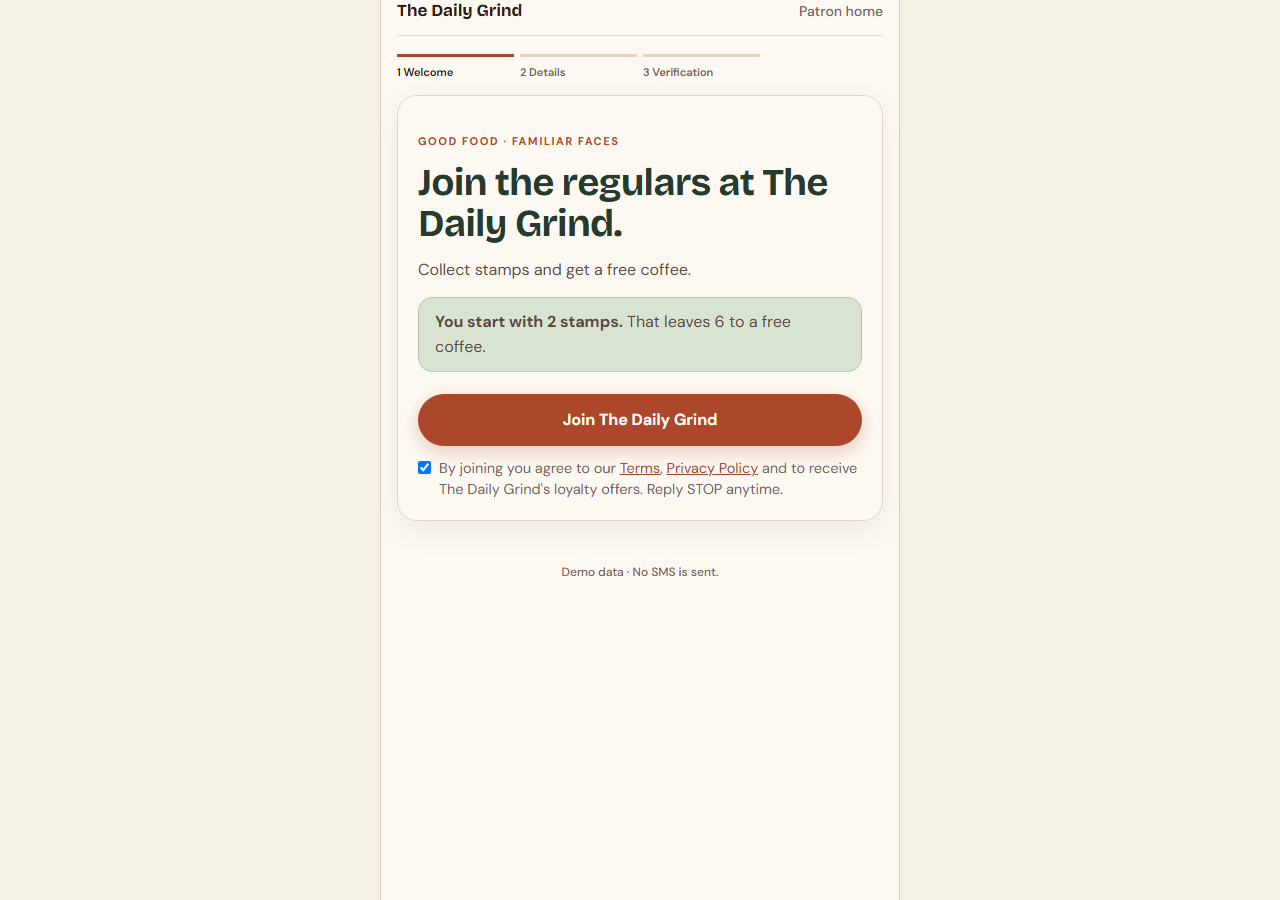 The Daily Grind
Patron home
1 Welcome
2 Details
3 Verification
GOOD FOOD · FAMILIAR FACES
Join the regulars at The
Daily Grind.
Collect stamps and get a free coffee.
You start with 2 stamps. That leaves 6 to a free
coffee.
Join The Daily Grind
By joining you agree to our Terms, Privacy Policy and to receive
The Daily Grind's loyalty offers. Reply STOP anytime.
Demo data · No SMS is sent.